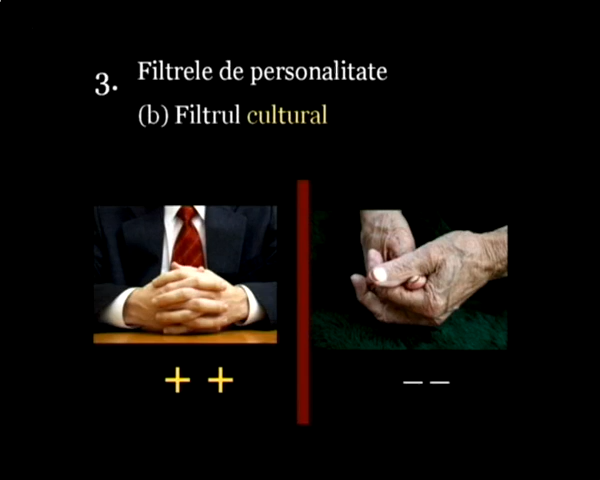 3. Filtrele de personalitate
(b) Filtrul cultural
+ + − −